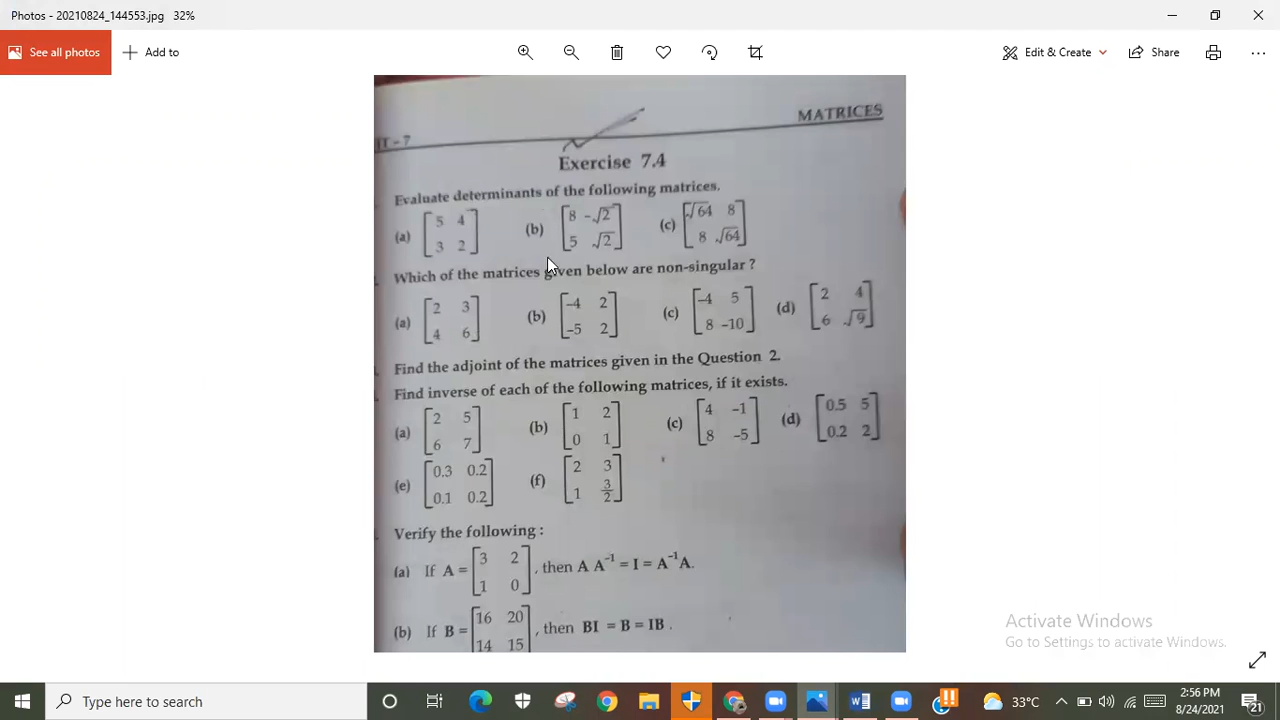 Photos - 20210824_144553.jpg 32%
See all photos
Add to
Edit & Create
Share
IT - 7
MATRICES
Exercise 7.4
Evaluate determinants of the following matrices.
(a) [5 4; 3 2] (b) [8 -√2; 5 √2] (c) [√64 8; 8 √64]
Which of the matrices given below are non-singular ?
(a) [2 3; 4 6] (b) [-4 2; -5 2] (c) [-4 5; 8 -10] (d) [2 4; 6 √9]
Find the adjoint of the matrices given in the Question 2.
Find inverse of each of the following matrices, if it exists.
(a) [2 5; 6 7] (b) [1 2; 0 1] (c) [4 -1; 8 -5] (d) [0.5 5; 0.2 2]
(e) [0.3 0.2; 0.1 0.2] (f) [2 3; 1 3/2]
Verify the following :
(a) If A = [3 2; 1 0], then A A⁻¹ = I = A⁻¹A.
(b) If B = [16 20; 14 15], then BI = B = IB .
Activate Windows
Go to Settings to activate Windows.
Type here to search
33°C
2:56 PM
8/24/2021
21